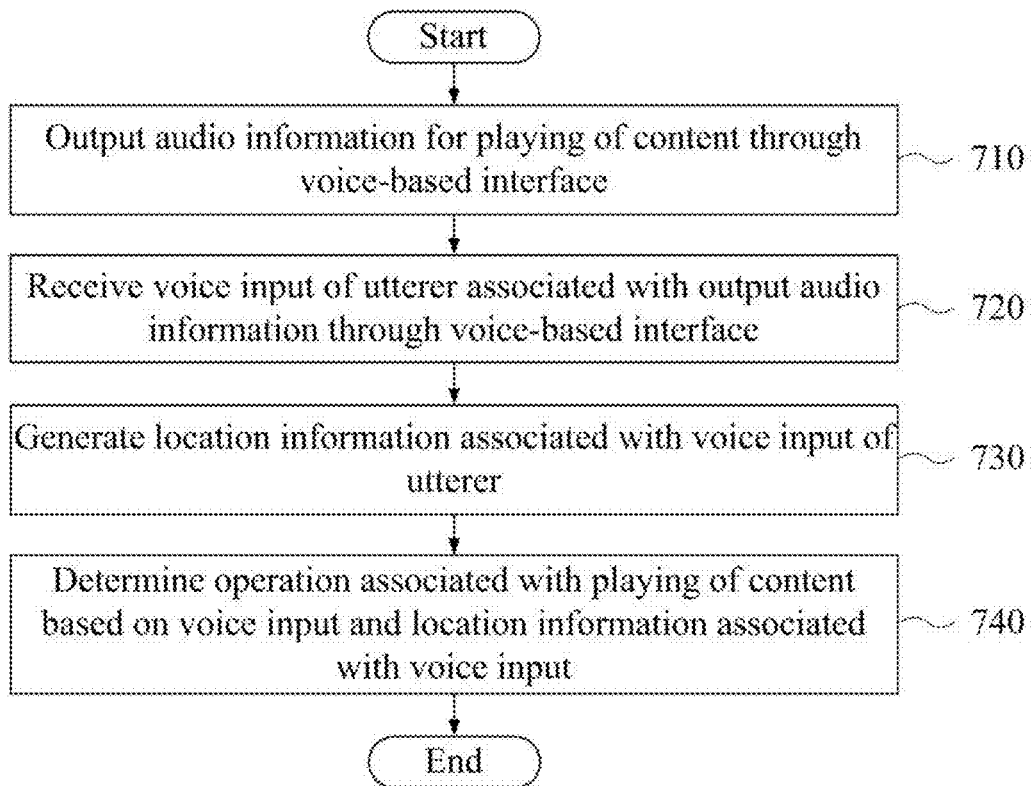 Start
Output audio information for playing of content through
voice-based interface
710
Receive voice input of utterer associated with output audio
information through voice-based interface
720
Generate location information associated with voice input of
utterer
730
Determine operation associated with playing of content
based on voice input and location information associated
with voice input
740
End